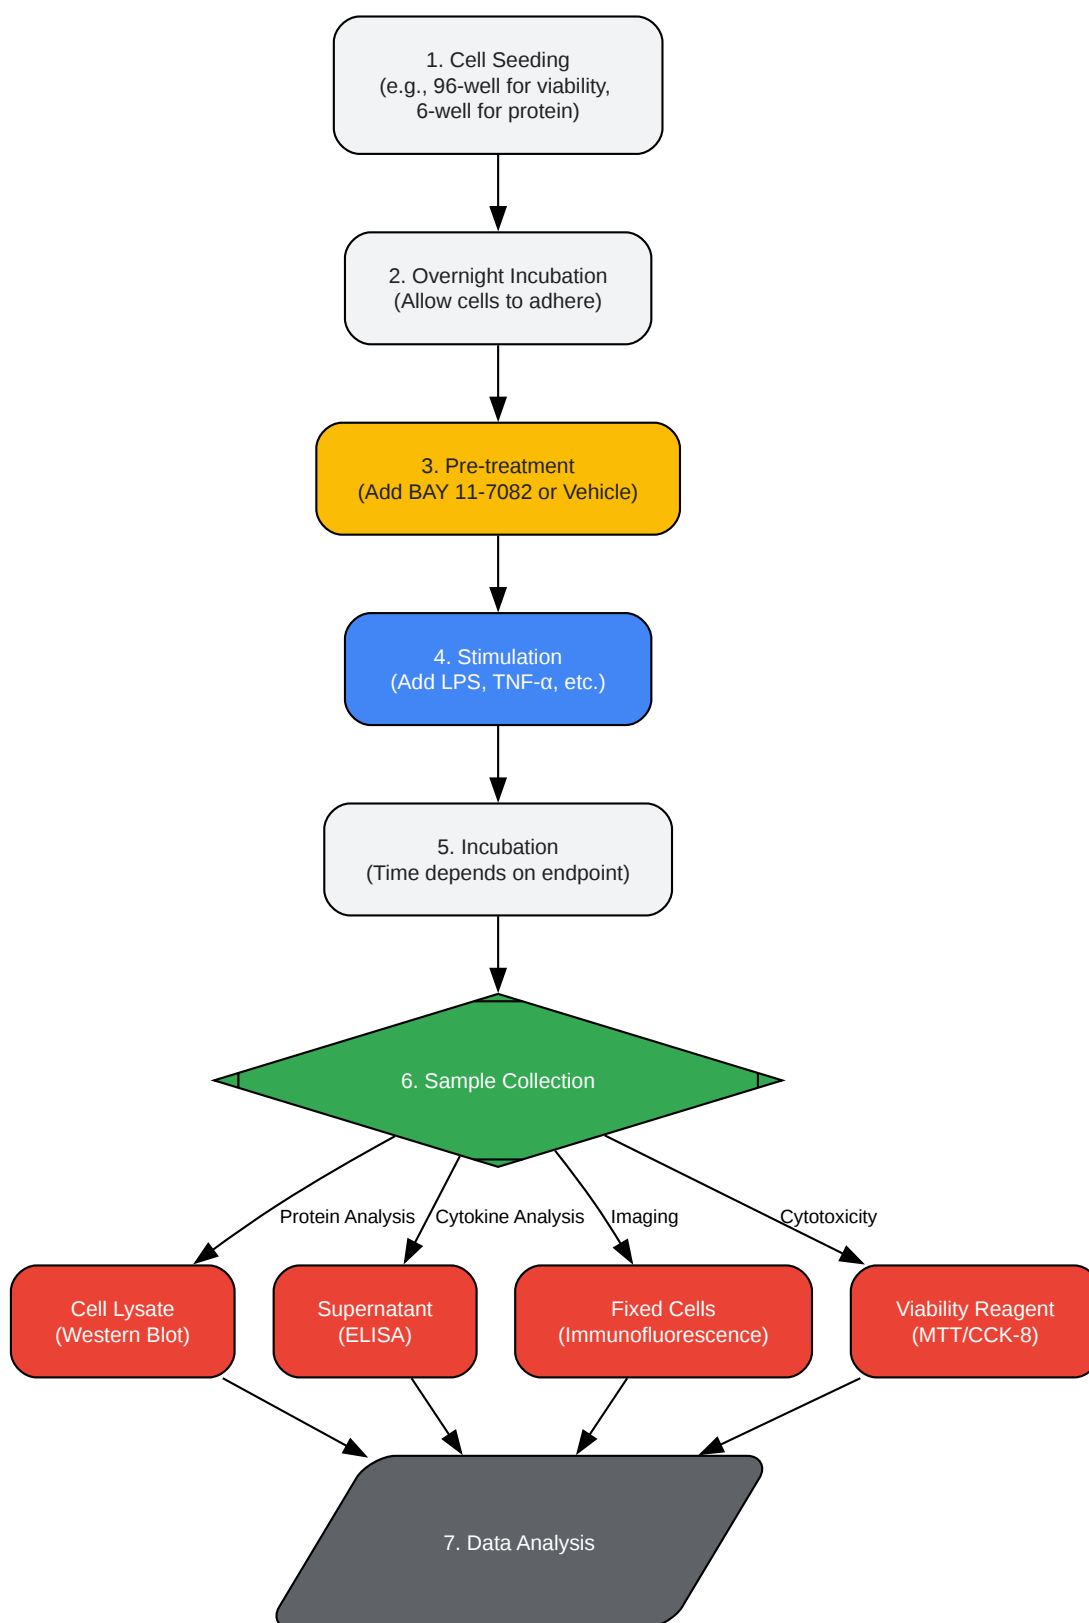 1. Cell Seeding
(e.g., 96-well for viability,
6-well for protein)
2. Overnight Incubation
(Allow cells to adhere)
3. Pre-treatment
(Add BAY 11-7082 or Vehicle)
4. Stimulation
(Add LPS, TNF-α, etc.)
5. Incubation
(Time depends on endpoint)
6. Sample Collection
Protein Analysis
Cytokine Analysis
Imaging
Cytotoxicity
Cell Lysate
(Western Blot)
Supernatant
(ELISA)
Fixed Cells
(Immunofluorescence)
Viability Reagent
(MTT/CCK-8)
7. Data Analysis